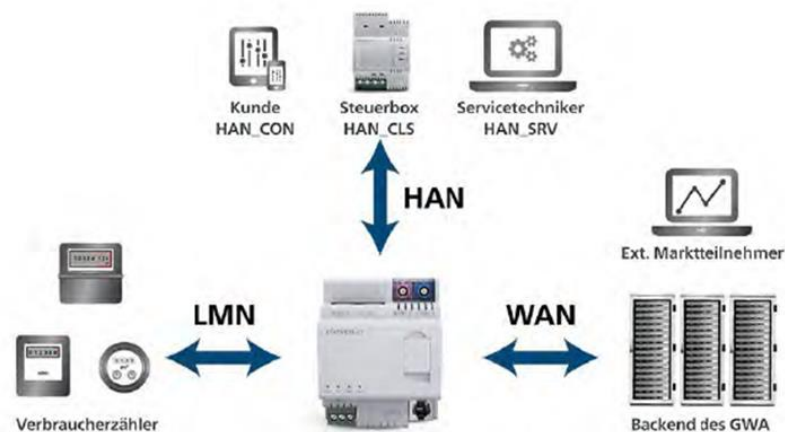 Kunde
HAN_CON
Steuerbox
HAN_CLS
Servicetechniker
HAN_SRV
HAN
Ext. Marktteilnehmer
LMN
WAN
Verbraucherzähler
Backend des GWA